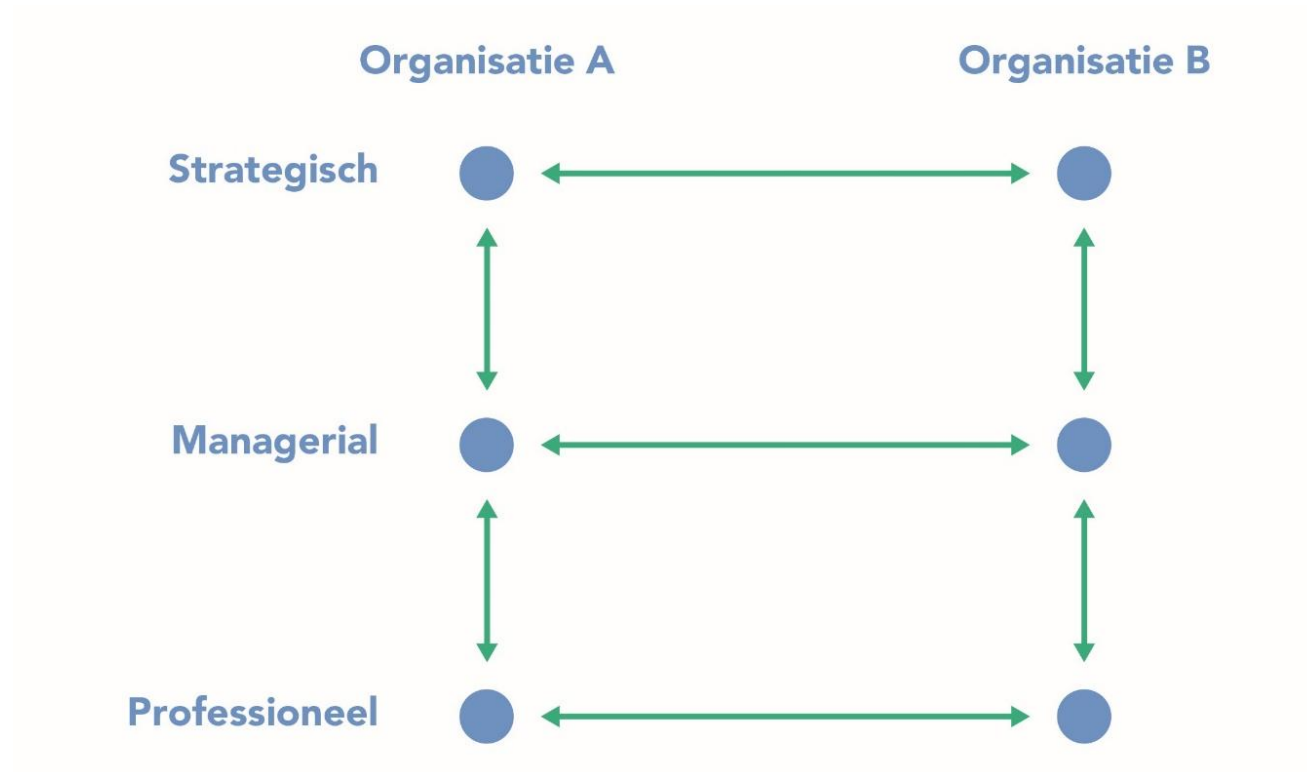 Organisatie A
Organisatie B
Strategisch
Managerial
Professioneel